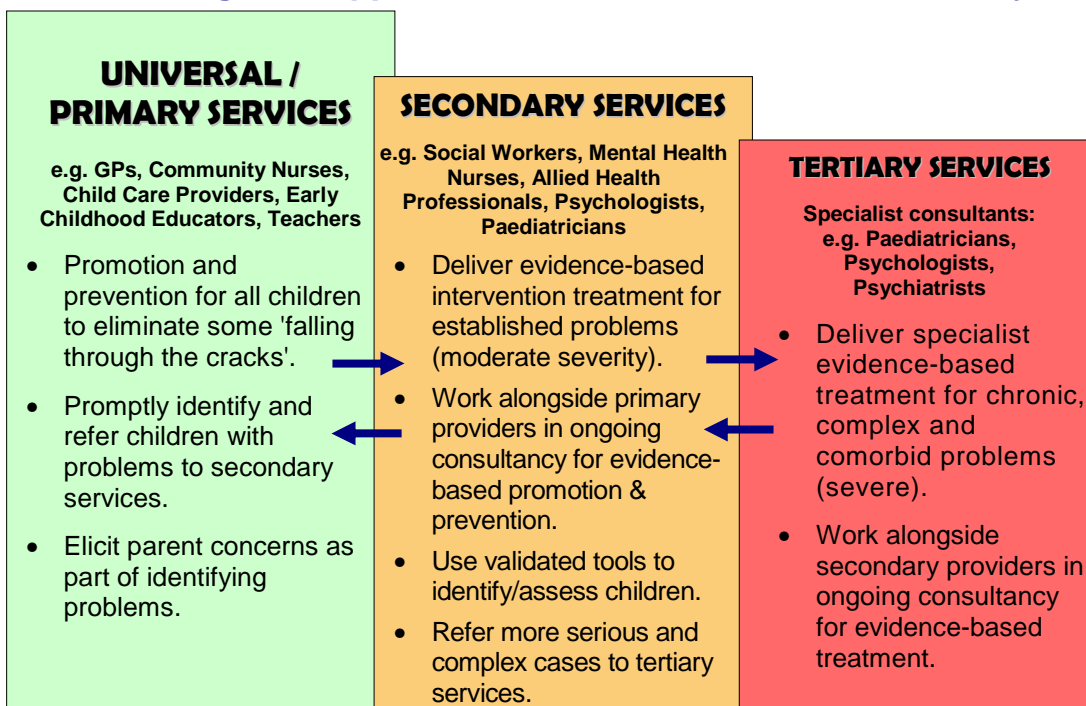 UNIVERSAL /
PRIMARY SERVICES
e.g. GPs, Community Nurses,
Child Care Providers, Early
Childhood Educators, Teachers
• Promotion and
prevention for all children
to eliminate some 'falling
through the cracks'.
• Promptly identify and
refer children with
problems to secondary
services.
• Elicit parent concerns as
part of identifying
problems.
SECONDARY SERVICES
e.g. Social Workers, Mental Health
Nurses, Allied Health
Professionals, Psychologists,
Paediatricians
• Deliver evidence-based
intervention treatment for
established problems
(moderate severity).
• Work alongside primary
providers in ongoing
consultancy for evidence-
based promotion &
prevention.
• Use validated tools to
identify/assess children.
• Refer more serious and
complex cases to tertiary
services.
TERTIARY SERVICES
Specialist consultants:
e.g. Paediatricians,
Psychologists,
Psychiatrists
• Deliver specialist
evidence-based
treatment for chronic,
complex and
comorbid problems
(severe).
• Work alongside
secondary providers in
ongoing consultancy
for evidence-based
treatment.